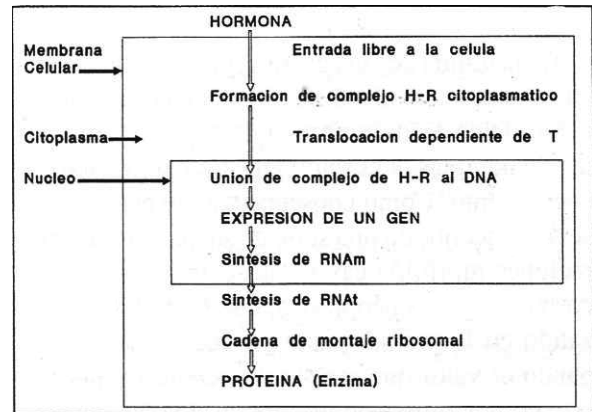 HORMONA
Membrana
Celular
Entrada libre a la celula
Formacion de complejo H-R citoplasmatico
Citoplasma
Translocacion dependiente de T
Nucleo
Union de complejo de H-R al DNA
EXPRESION DE UN GEN
Sintesis de RNAm
Sintesis de RNAt
Cadena de montaje ribosomal
PROTEINA (Enzima)